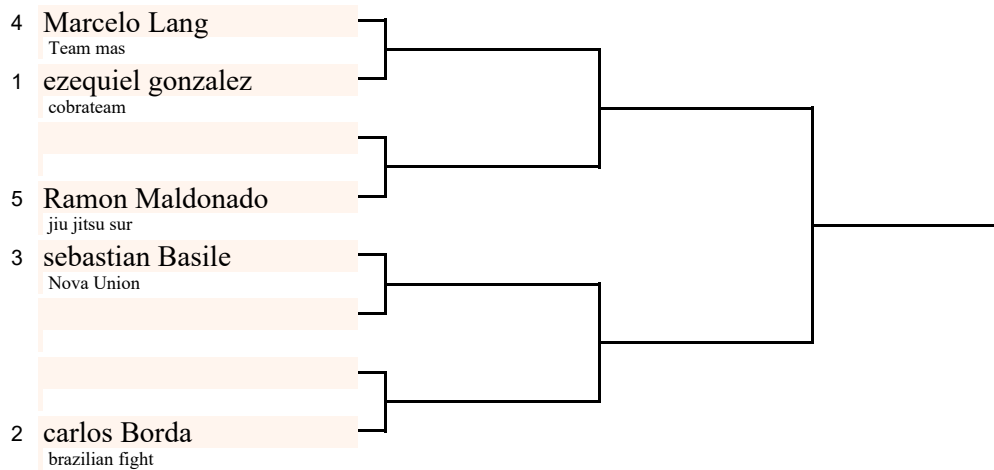 4 Marcelo Lang
Team mas
1 ezequiel gonzalez
cobrateam
5 Ramon Maldonado
jiu jitsu sur
3 sebastian Basile
Nova Union
2 carlos Borda
brazilian fight